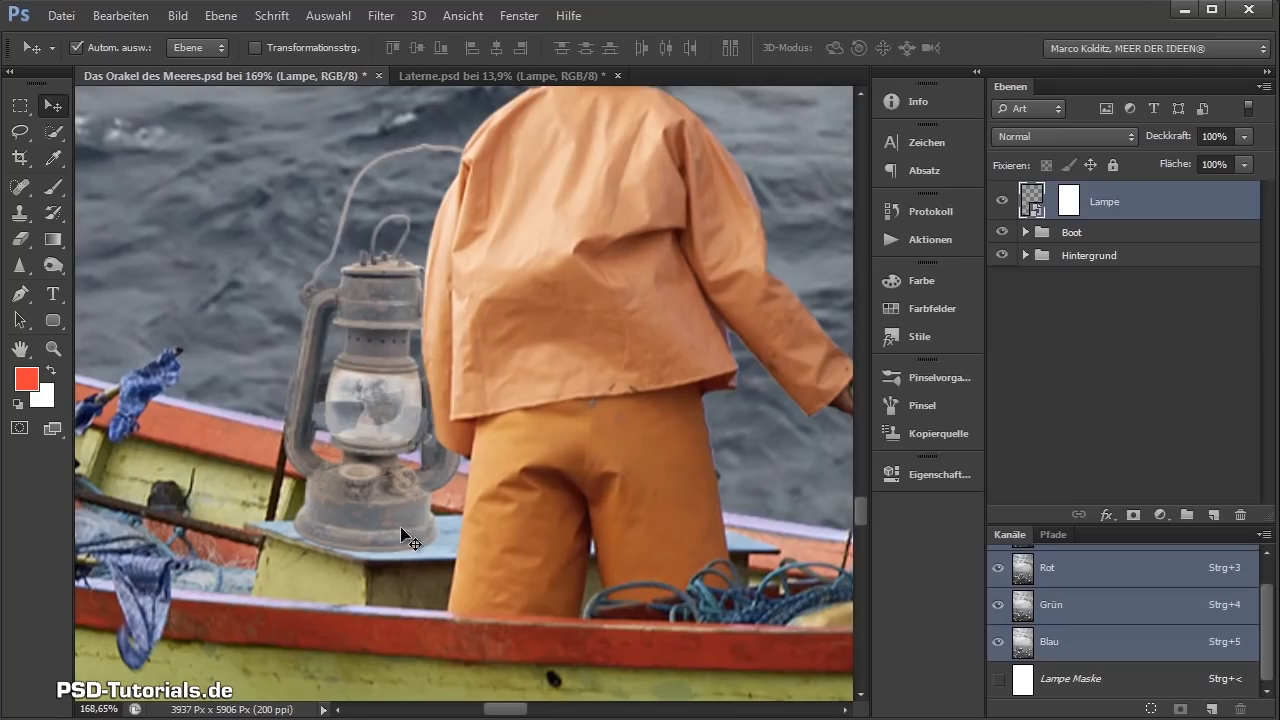 Ps Datei Bearbeiten Bild Ebene Schrift Auswahl Filter 3D Ansicht Fenster Hilfe
Autom. ausw.: Ebene Transformationsstrg. 3D-Modus: Marco Kolditz, MEER DER IDEEN®
Das Orakel des Meeres.psd bei 169% (Lampe, RGB/8) * × Laterne.psd bei 13,9% (Lampe, RGB/8) * ×
Info
Zeichen
Absatz
Protokoll
Aktionen
Farbe
Farbfelder
Stile
Pinselvorga...
Pinsel
Kopierquelle
Eigenschaft...
Ebenen
Art
Normal Deckkraft: 100%
Fixieren: Fläche: 100%
Lampe
Boot
Hintergrund
fx
Kanäle Pfade
Rot Strg+3
Grün Strg+4
Blau Strg+5
Lampe Maske Strg+<
PSD-Tutorials.de
168,65% 3937 Px x 5906 Px (200 ppi)